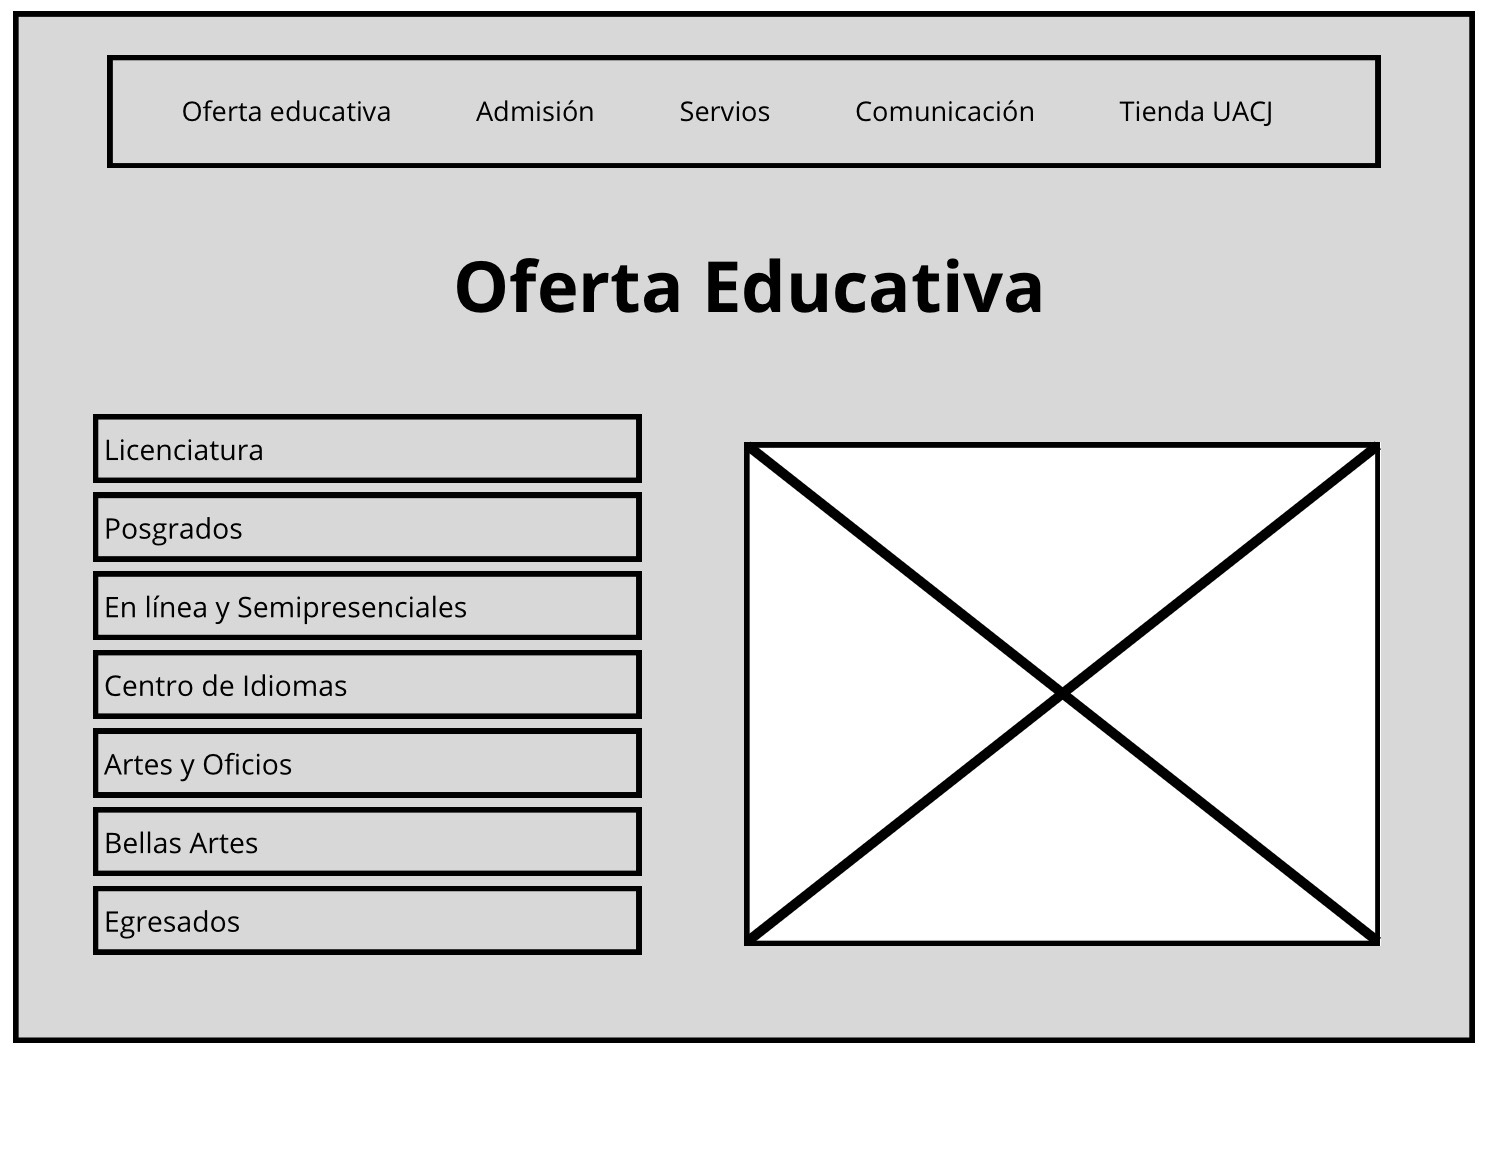 Oferta educativa Admisión Servios Comunicación Tienda UACJ
Oferta Educativa
Licenciatura
Posgrados
En línea y Semipresenciales
Centro de Idiomas
Artes y Oficios
Bellas Artes
Egresados